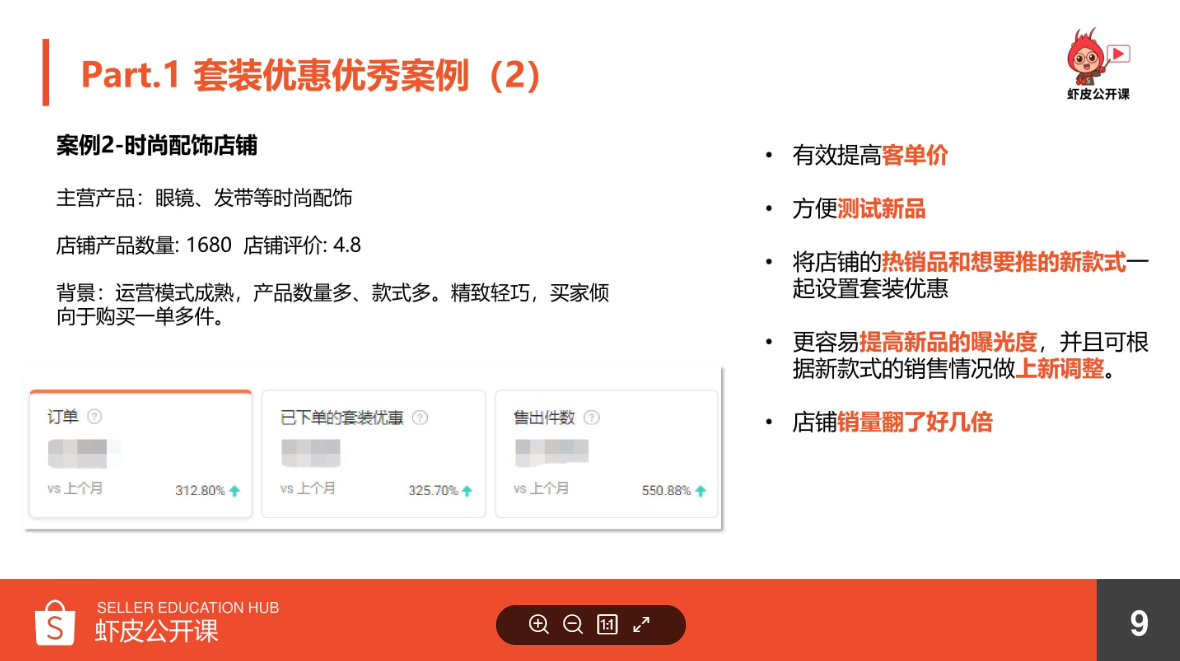 Part.1 套装优惠优秀案例（2）
虾皮公开课
案例2-时尚配饰店铺
主营产品：眼镜、发带等时尚配饰
店铺产品数量: 1680 店铺评价: 4.8
背景：运营模式成熟，产品数量多、款式多。精致轻巧，买家倾
向于购买一单多件。
订单 ?
vs 上个月 312.80%
已下单的套装优惠 ?
vs 上个月 325.70%
售出件数 ?
vs 上个月 550.88%
• 有效提高客单价
• 方便测试新品
• 将店铺的热销品和想要推的新款式一
起设置套装优惠
• 更容易提高新品的曝光度，并且可根
据新款式的销售情况做上新调整。
• 店铺销量翻了好几倍
S
SELLER EDUCATION HUB
虾皮公开课
1:1
9